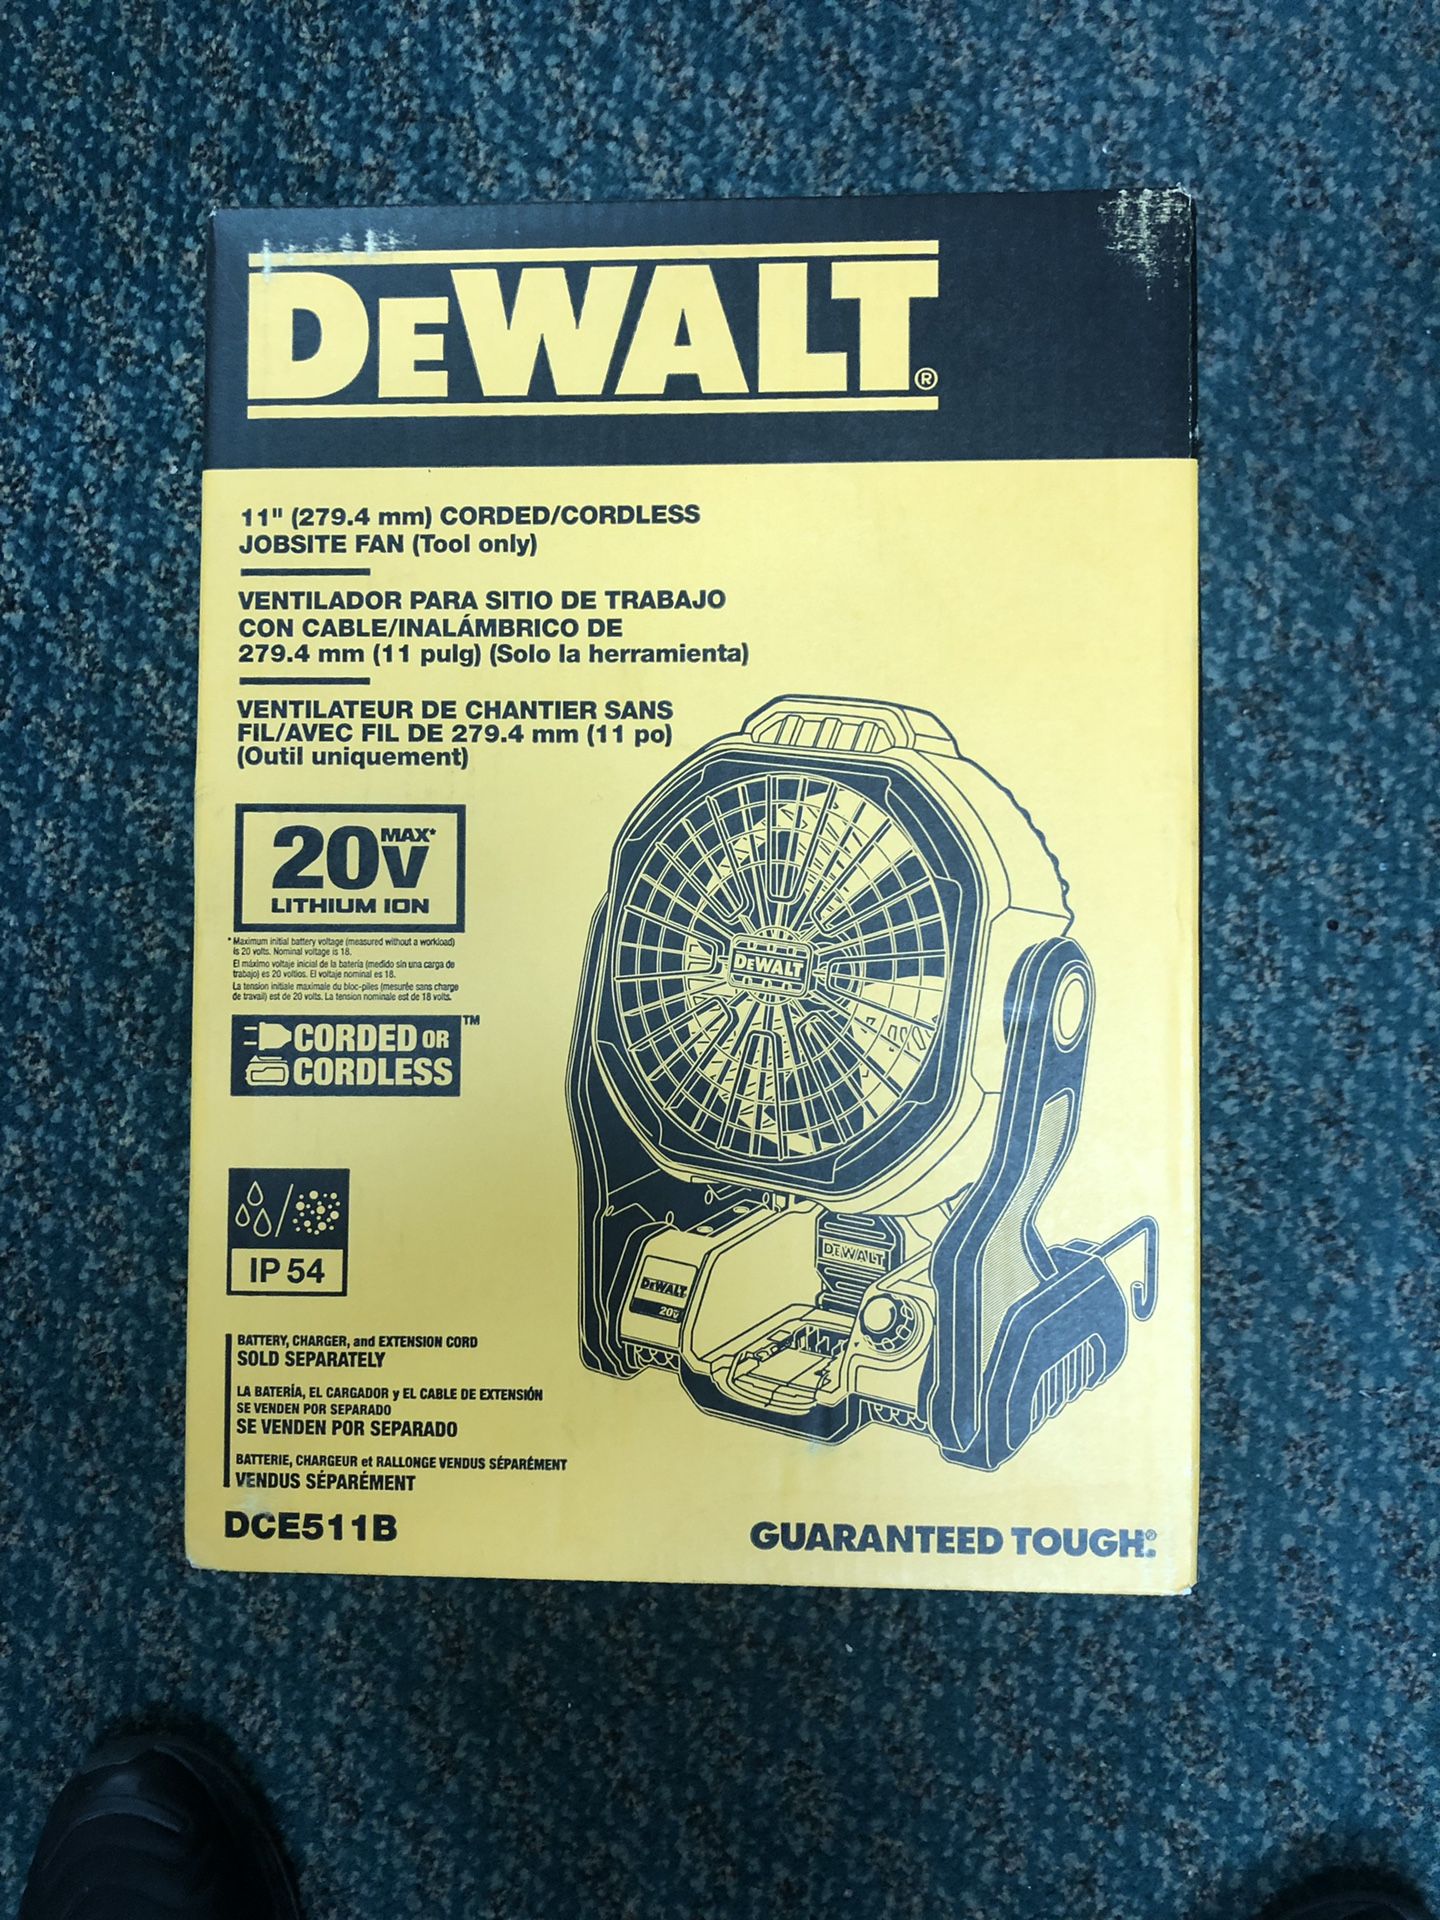 DEWALT®
11" (279.4 mm) CORDED/CORDLESS
JOBSITE FAN (Tool only)
VENTILADOR PARA SITIO DE TRABAJO
CON CABLE/INALÁMBRICO DE
279.4 mm (11 pulg) (Solo la herramienta)
VENTILATEUR DE CHANTIER SANS
FIL/AVEC FIL DE 279.4 mm (11 po)
(Outil uniquement)
20V MAX*
LITHIUM ION
* Maximum initial battery voltage (measured without a workload)
is 20 volts. Nominal voltage is 18.
El máximo voltaje inicial de la batería (medido sin una carga de
trabajo) es 20 voltios. El voltaje nominal es 18.
La tension initiale maximale du bloc-piles (mesurée sans charge
de travail) est de 20 volts. La tension nominale est de 18 volts.
CORDED OR™
CORDLESS
DEWALT
DEWALT
DEWALT
20V
IP 54
BATTERY, CHARGER, and EXTENSION CORD
SOLD SEPARATELY
LA BATERÍA, EL CARGADOR y EL CABLE DE EXTENSIÓN
SE VENDEN POR SEPARADO
SE VENDEN POR SEPARADO
BATTERIE, CHARGEUR et RALLONGE VENDUS SÉPARÉMENT
VENDUS SÉPARÉMENT
DCE511B
GUARANTEED TOUGH.®